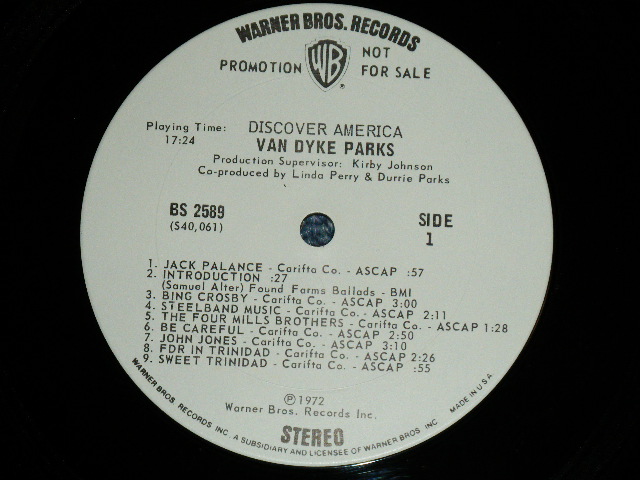 WARNER BROS. RECORDS
PROMOTION WB NOT FOR SALE
®
Playing Time: 17:24
DISCOVER AMERICA
VAN DYKE PARKS
Production Supervisor: Kirby Johnson
Co-produced by Linda Perry & Durrie Parks
BS 2589
(S40,061)
SIDE
1
1. JACK PALANCE - Carifta Co. - ASCAP :57
2. INTRODUCTION :27
(Samuel Alter) Found Farms Ballads - BMI
3. BING CROSBY - Carifta Co. - ASCAP 3:00
4. STEELBAND MUSIC - Carifta Co. - ASCAP 2:11
5. THE FOUR MILLS BROTHERS - Carifta Co. - ASCAP 1:28
6. BE CAREFUL - Carifta Co. - ASCAP 2:50
7. JOHN JONES - Carifta Co. - ASCAP 3:10
8. FDR IN TRINIDAD - Carifta Co. - ASCAP 2:26
9. SWEET TRINIDAD - Carifta Co. - ASCAP :55
℗ 1972
Warner Bros. Records Inc.
STEREO
WARNER BROS. RECORDS INC. A SUBSIDIARY AND LICENSEE OF WARNER BROS. INC. MADE IN U.S.A.